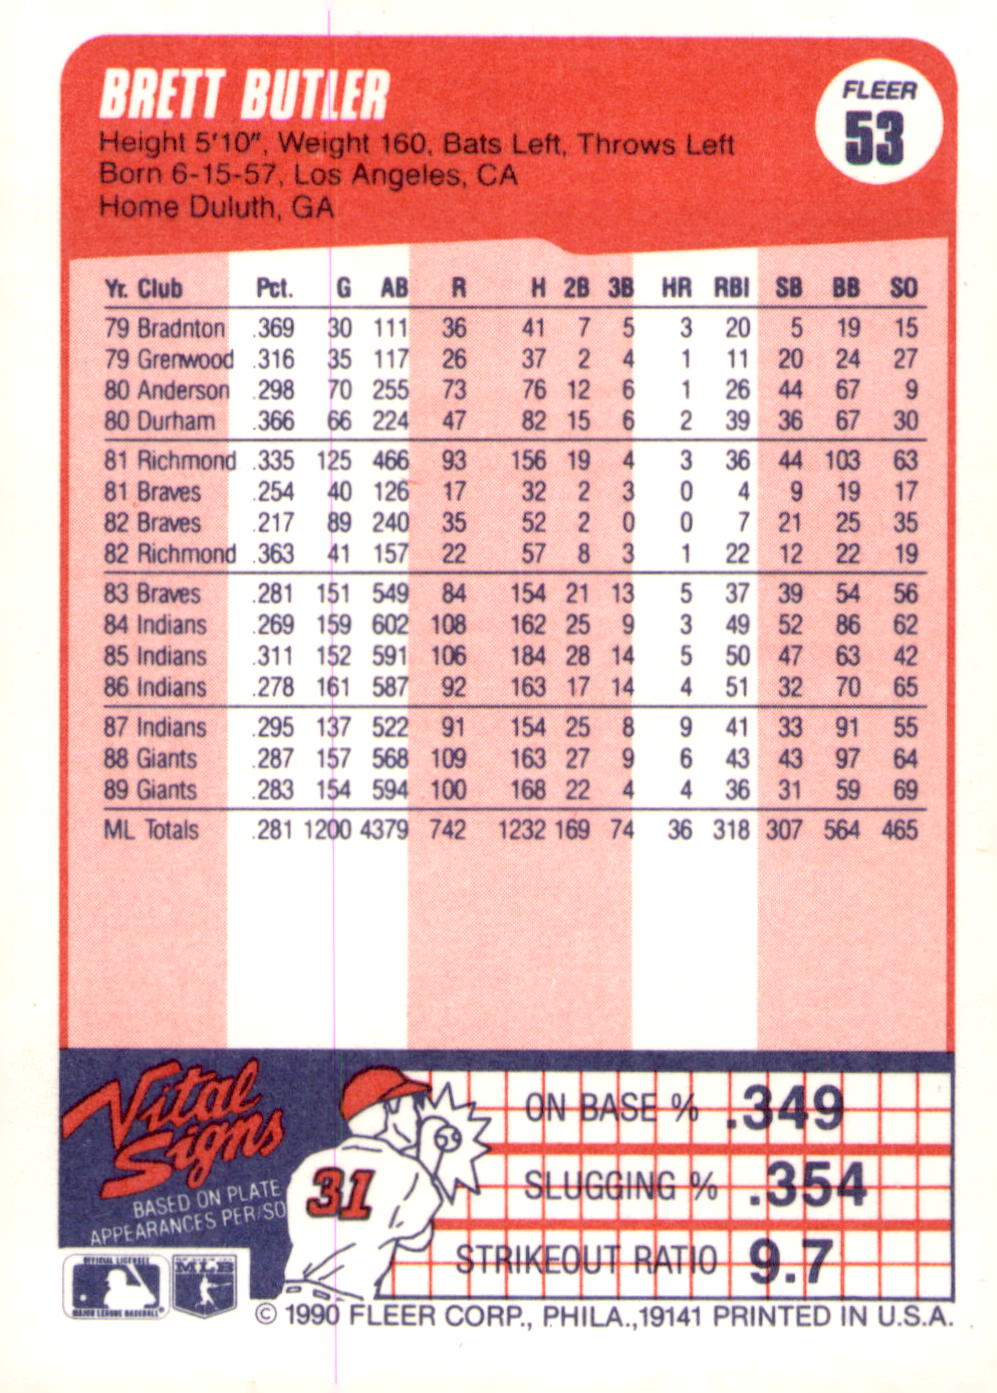 BRETT BUTLER
FLEER
53
Height 5'10", Weight 160, Bats Left, Throws Left
Born 6-15-57, Los Angeles, CA
Home Duluth, GA
Yr. Club Pct. G AB R H 2B 3B HR RBI SB BB SO
79 Bradnton .369 30 111 36 41 7 5 3 20 5 19 15
79 Grenwood .316 35 117 26 37 2 4 1 11 20 24 27
80 Anderson .298 70 255 73 76 12 6 1 26 44 67 9
80 Durham .366 66 224 47 82 15 6 2 39 36 67 30
81 Richmond .335 125 466 93 156 19 4 3 36 44 103 63
81 Braves .254 40 126 17 32 2 3 0 4 9 19 17
82 Braves .217 89 240 35 52 2 0 0 7 21 25 35
82 Richmond .363 41 157 22 57 8 3 1 22 12 22 19
83 Braves .281 151 549 84 154 21 13 5 37 39 54 56
84 Indians .269 159 602 108 162 25 9 3 49 52 86 62
85 Indians .311 152 591 106 184 28 14 5 50 47 63 42
86 Indians .278 161 587 92 163 17 14 4 51 32 70 65
87 Indians .295 137 522 91 154 25 8 9 41 33 91 55
88 Giants .287 157 568 109 163 27 9 6 43 43 97 64
89 Giants .283 154 594 100 168 22 4 4 36 31 59 69
ML Totals .281 1200 4379 742 1232 169 74 36 318 307 564 465
Vital
Signs
BASED ON PLATE
APPEARANCES PER/SO
31
ON BASE % .349
SLUGGING % .354
STRIKEOUT RATIO 9.7
OFFICIAL LICENSEE
MAJOR LEAGUE BASEBALL
MLB
© 1990 FLEER CORP., PHILA.,19141 PRINTED IN U.S.A.